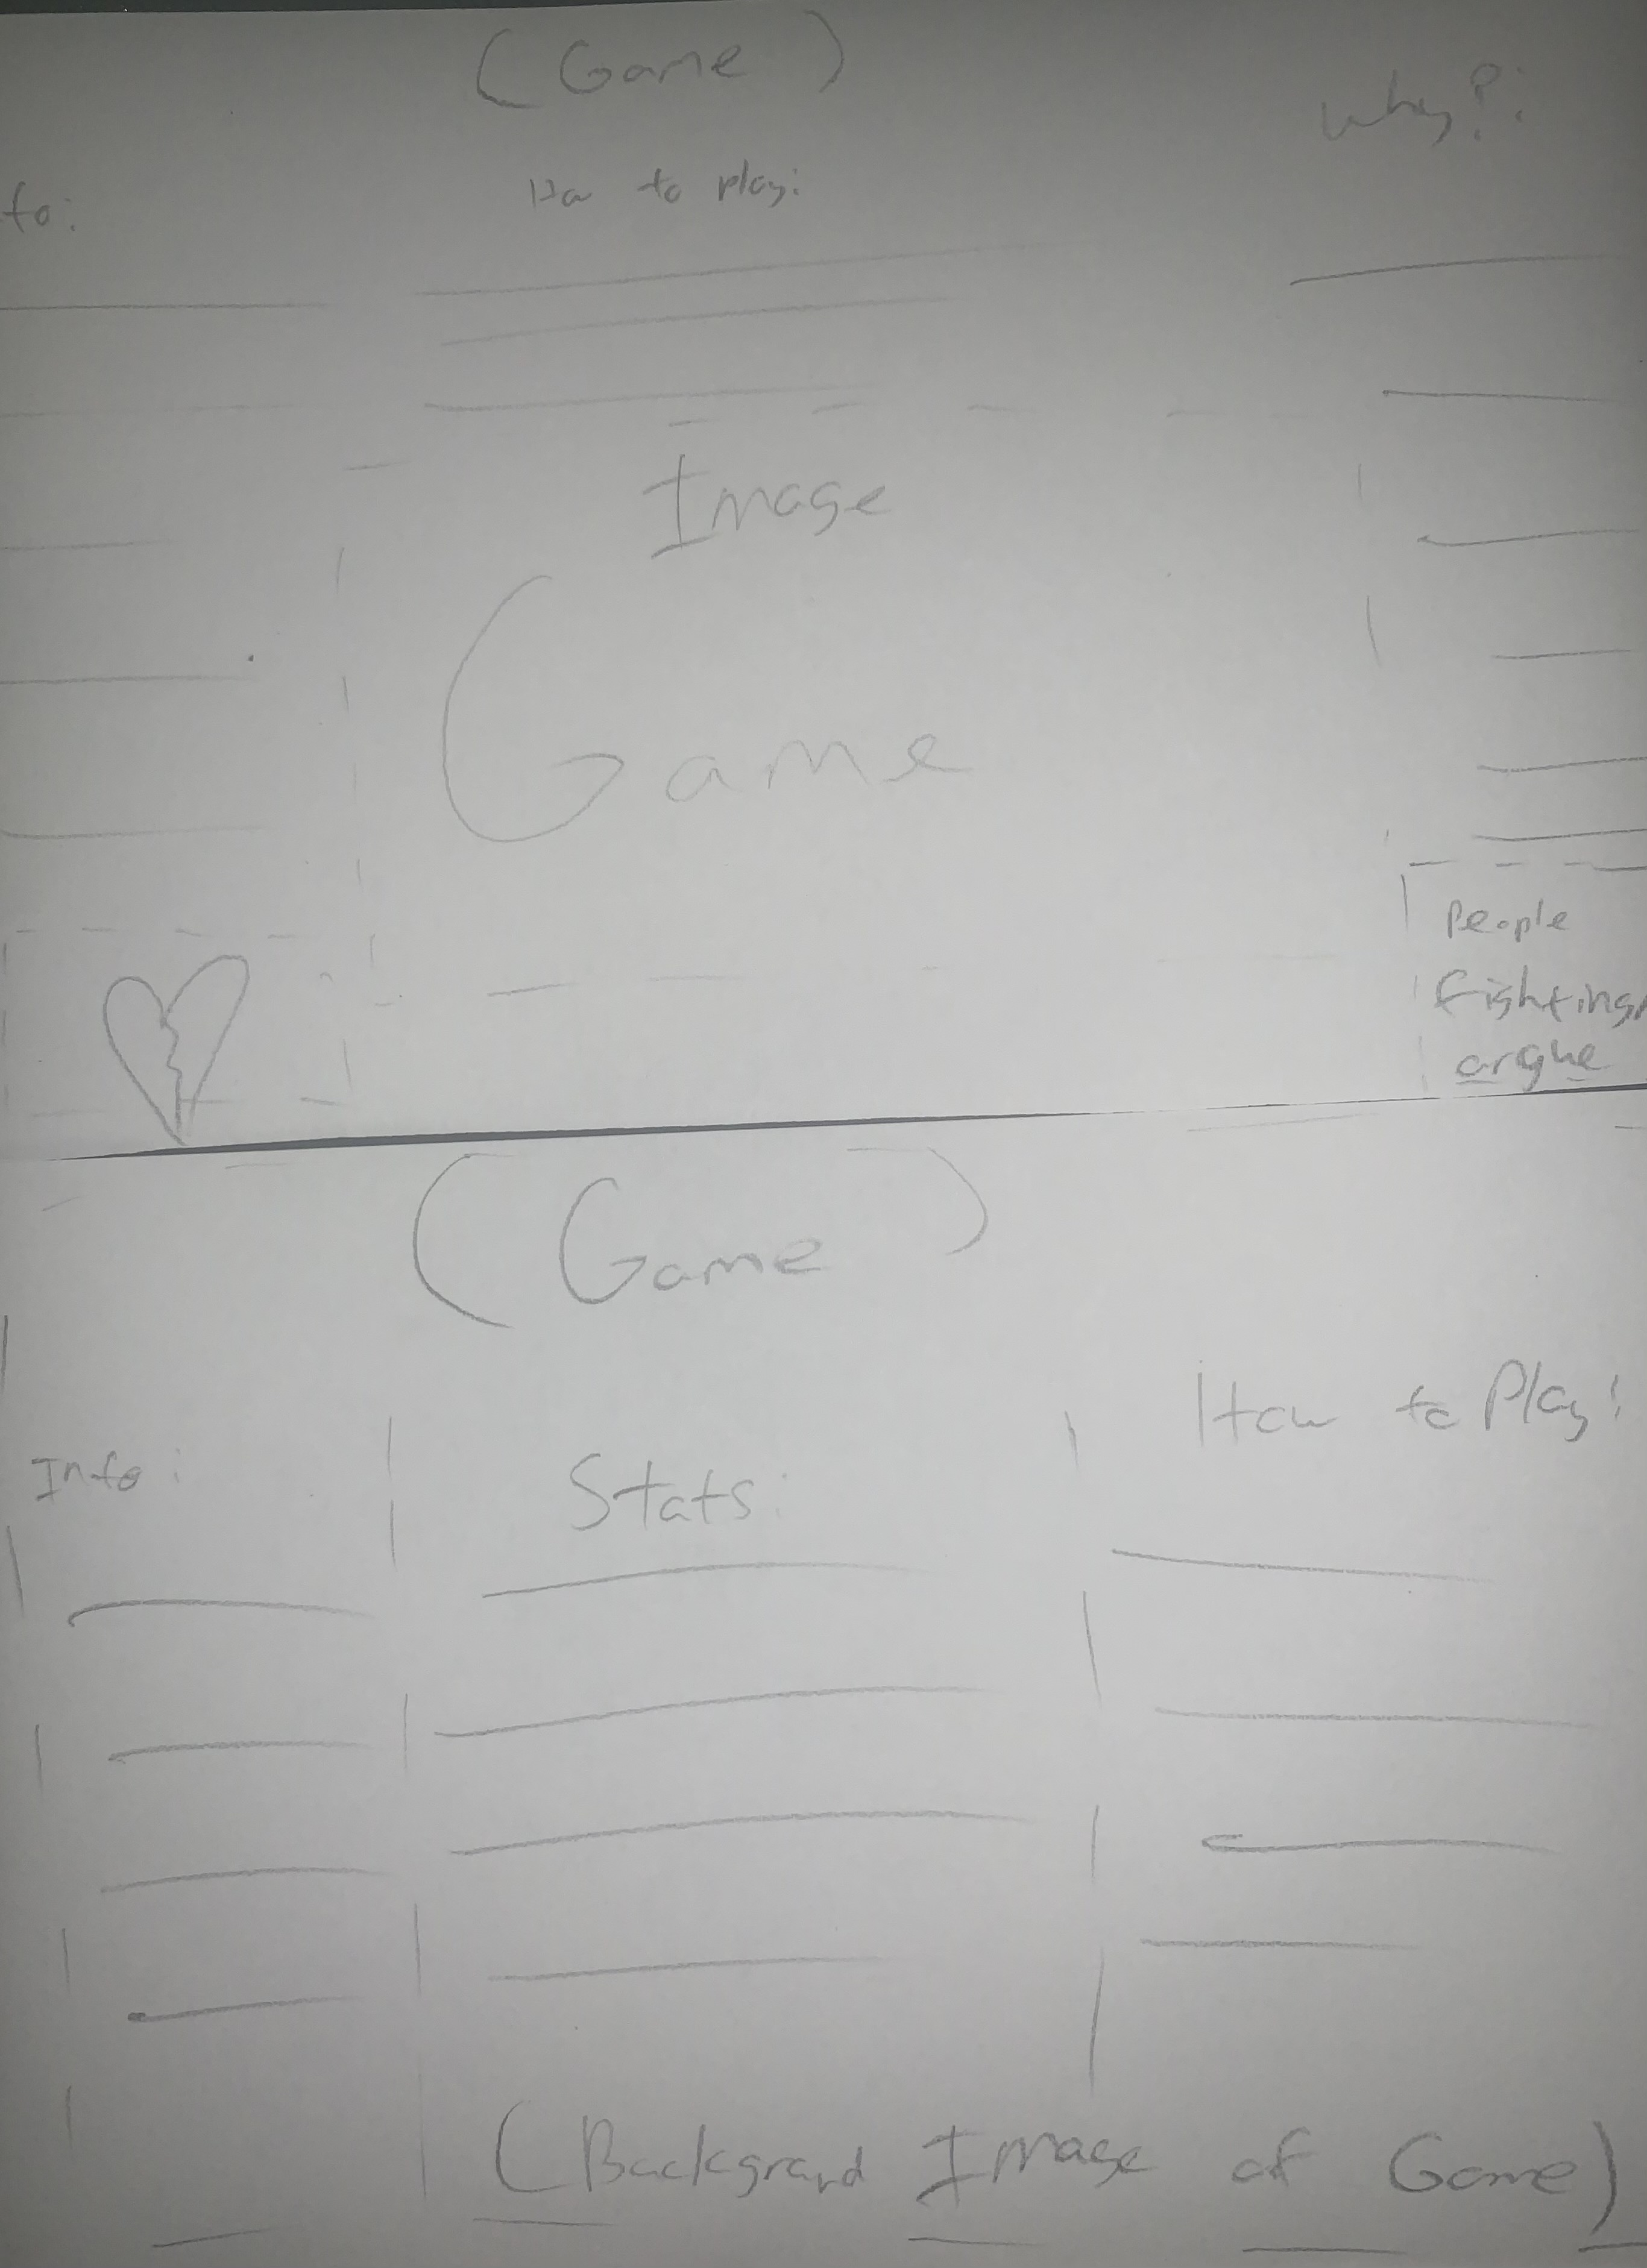 (Game)
Why?:
fo:
How to play:
Image
Game
People
fighting/
argue
(Game)
How to Play:
Info:
Stats:
(Backgrand Image of Game)